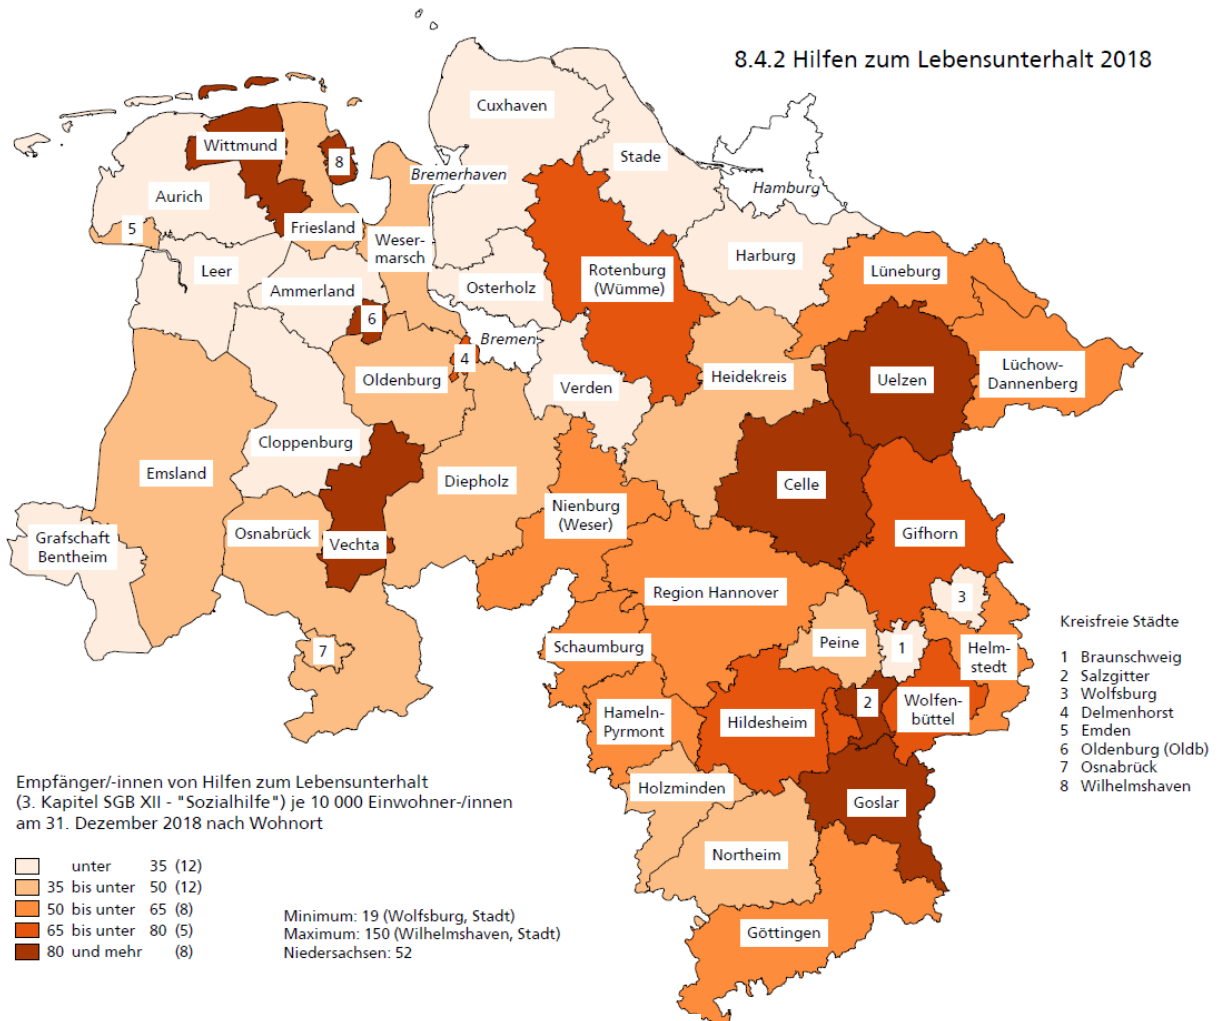 8.4.2 Hilfen zum Lebensunterhalt 2018
Cuxhaven
Wittmund
8
Stade
Bremerhaven
Hamburg
Aurich
5
Friesland
Weser-
marsch
Harburg
Leer
Ammerland
Osterholz
Rotenburg
(Wümme)
Lüneburg
6
Bremen
4
Oldenburg
Verden
Heidekreis
Uelzen
Lüchow-
Dannenberg
Cloppenburg
Emsland
Diepholz
Celle
Nienburg
(Weser)
Grafschaft
Bentheim
Osnabrück
Vechta
Gifhorn
Region Hannover
3
7
Schaumburg
Peine
1
Helm-
stedt
Hameln-
Pyrmont
Hildesheim
2
Wolfen-
büttel
Holzminden
Goslar
Northeim
Göttingen
Kreisfreie Städte
1 Braunschweig
2 Salzgitter
3 Wolfsburg
4 Delmenhorst
5 Emden
6 Oldenburg (Oldb)
7 Osnabrück
8 Wilhelmshaven
Empfänger/-innen von Hilfen zum Lebensunterhalt
(3. Kapitel SGB XII - "Sozialhilfe") je 10 000 Einwohner-/innen
am 31. Dezember 2018 nach Wohnort
unter 35 (12)
35 bis unter 50 (12)
50 bis unter 65 (8)
65 bis unter 80 (5)
80 und mehr (8)
Minimum: 19 (Wolfsburg, Stadt)
Maximum: 150 (Wilhelmshaven, Stadt)
Niedersachsen: 52